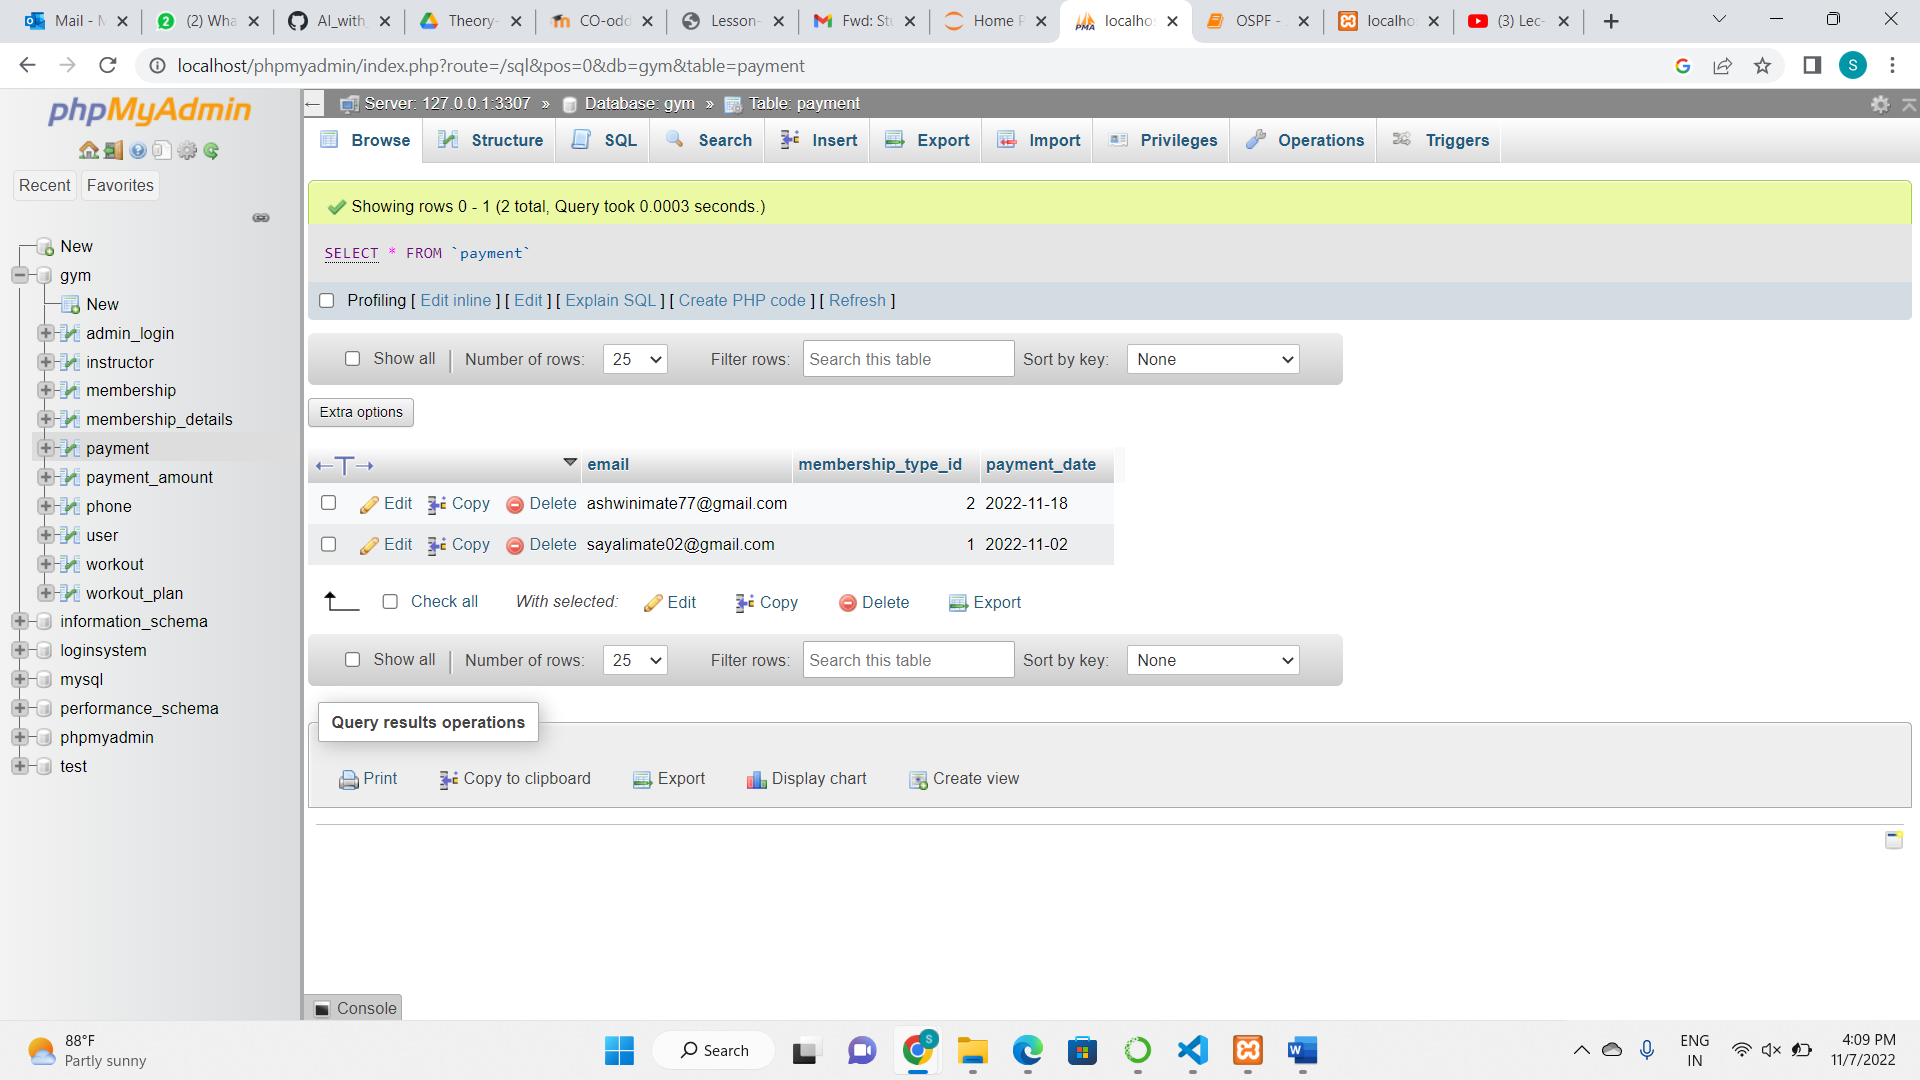 Mail - M
(2) Wha
AI_with_
Theory-
CO-odd
Lesson-
Fwd: Stu
Home P
localhos
OSPF -
localhos
(3) Lec-
localhost/phpmyadmin/index.php?route=/sql&pos=0&db=gym&table=payment
S
phpMyAdmin
Recent
Favorites
New
gym
New
admin_login
instructor
membership
membership_details
payment
payment_amount
phone
user
workout
workout_plan
information_schema
loginsystem
mysql
performance_schema
phpmyadmin
test
Server: 127.0.0.1:3307 » Database: gym » Table: payment
Browse Structure SQL Search Insert Export Import Privileges Operations Triggers
Showing rows 0 - 1 (2 total, Query took 0.0003 seconds.)
SELECT * FROM `payment`
Profiling [ Edit inline ] [ Edit ] [ Explain SQL ] [ Create PHP code ] [ Refresh ]
Show all Number of rows: 25 Filter rows: Search this table Sort by key: None
Extra options
←T→ email membership_type_id payment_date
Edit Copy Delete ashwinimate77@gmail.com 2 2022-11-18
Edit Copy Delete sayalimate02@gmail.com 1 2022-11-02
Check all With selected: Edit Copy Delete Export
Show all Number of rows: 25 Filter rows: Search this table Sort by key: None
Query results operations
Print Copy to clipboard Export Display chart Create view
Console
88°F
Partly sunny
Search
S
ENG
IN
4:09 PM
11/7/2022